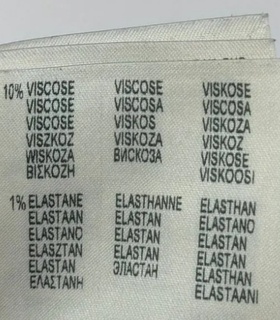 10% VISCOSE VISCOSE VISKOSE
VISCOSE VISCOSA VISCOSA
VISCOSE VISKOS VISKOZA
VISZKOZ VISKOZA VISKOZ
WISKOZA ВИСКОЗА VISKOSE
ΒΙΣΚΟΖΗ VISKOOSI
1% ELASTANE ELASTHANNE ELASTHAN
ELASTAAN ELASTAN ELASTANO
ELASTANO ELASTAN ELASTAN
ELASZTAN ELASTAN ELASTAN
ELASTAN ЭЛАСТАН ELASTHAN
ΕΛΑΣΤΑΝΗ ELASTAANI